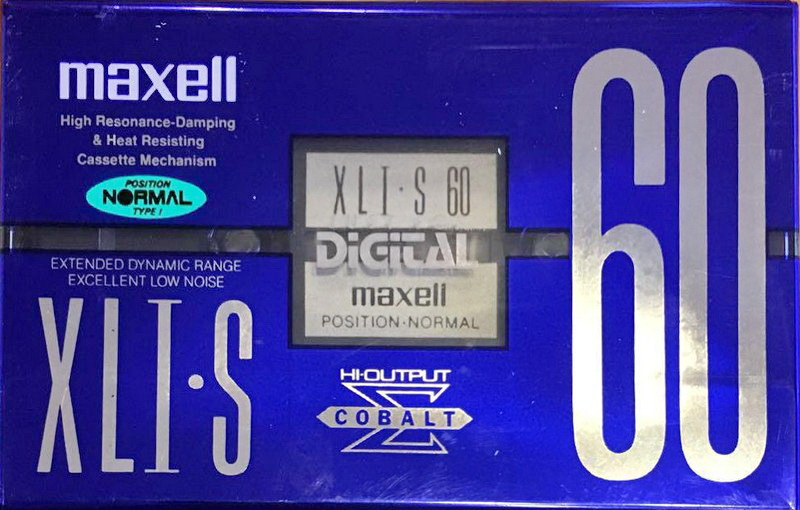 maxell
High Resonance-Damping
& Heat Resisting
Cassette Mechanism
POSITION
NORMAL
TYPE I
EXTENDED DYNAMIC RANGE
EXCELLENT LOW NOISE
XLI·S
XLI·S 60
DiGiTAL
maxell
POSITION·NORMAL
HI·OUTPUT
COBALT
60